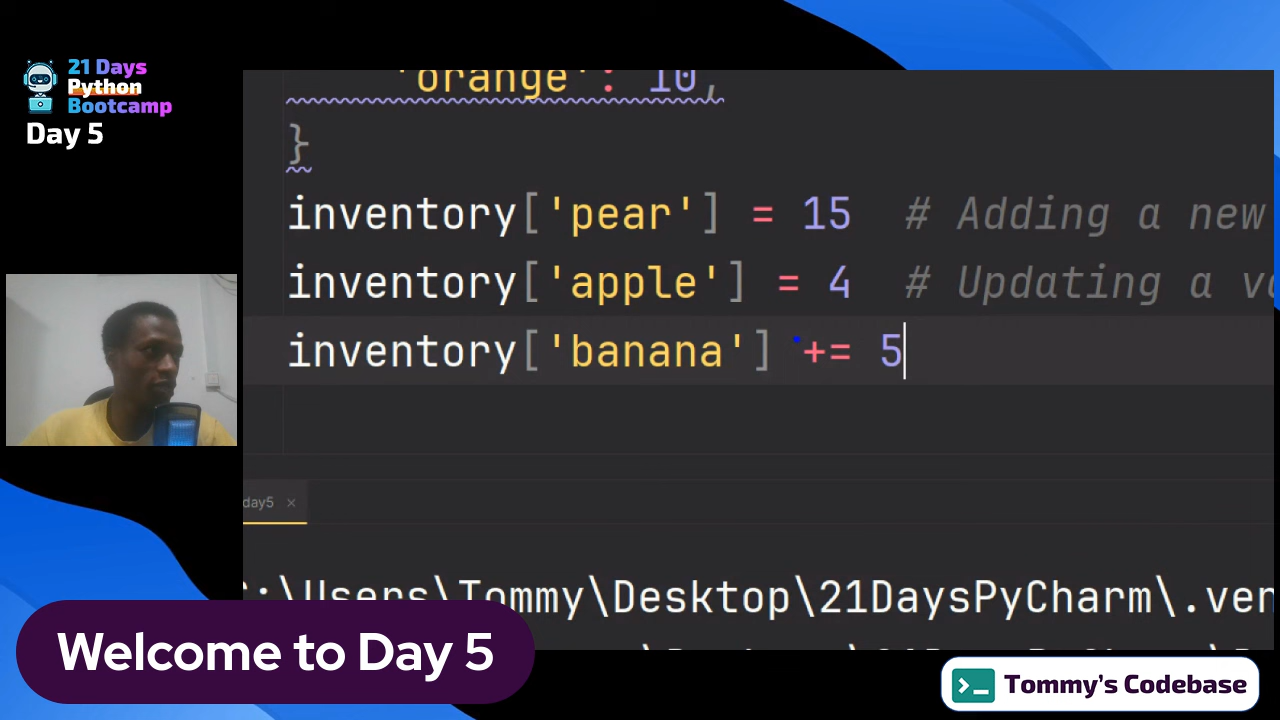 21 Days
Python
Bootcamp
Day 5
'orange': 10,
}
inventory['pear'] = 15 # Adding a new
inventory['apple'] = 4 # Updating a
inventory['banana'] += 5
day5 ×
:\Users\Tommy\Desktop\21DaysPyCharm\.ven
Welcome to Day 5
Tommy's Codebase